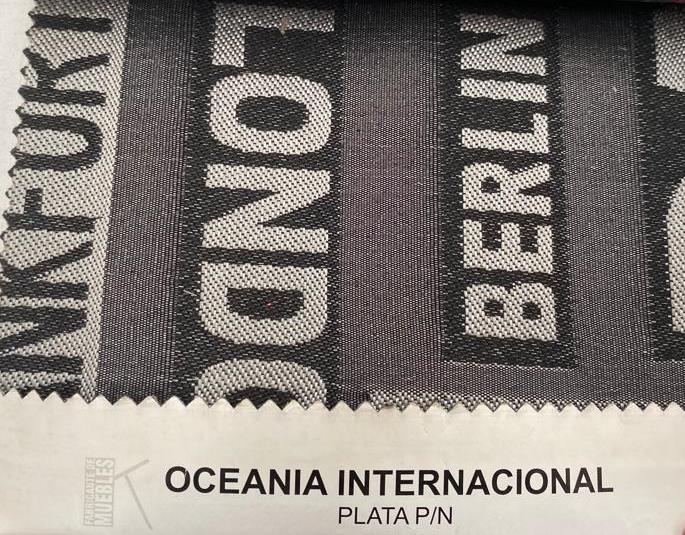 NKFURT
LONDO
BERLIN
FABRICANTE DE
MUEBLES
OCEANIA INTERNACIONAL
PLATA P/N